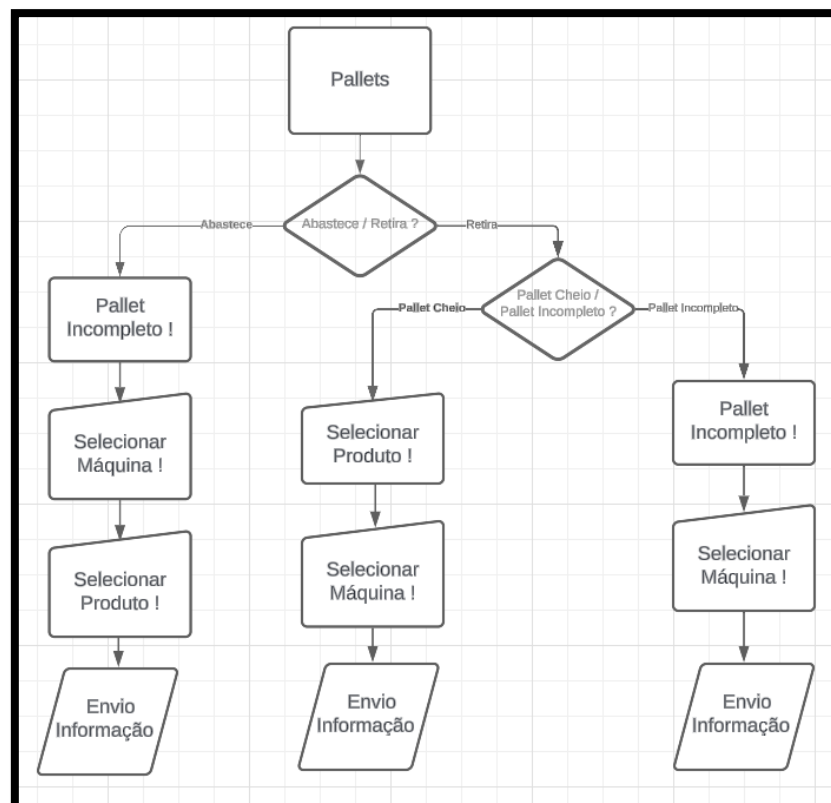 Pallets
Abastece / Retira ?
Abastece
Retira
Pallet Cheio /
Pallet Incompleto ?
Pallet Cheio
Pallet Incompleto
Pallet
Incompleto !
Selecionar
Máquina !
Selecionar
Produto !
Envio
Informação
Selecionar
Produto !
Selecionar
Máquina !
Envio
Informação
Pallet
Incompleto !
Selecionar
Máquina !
Envio
Informação